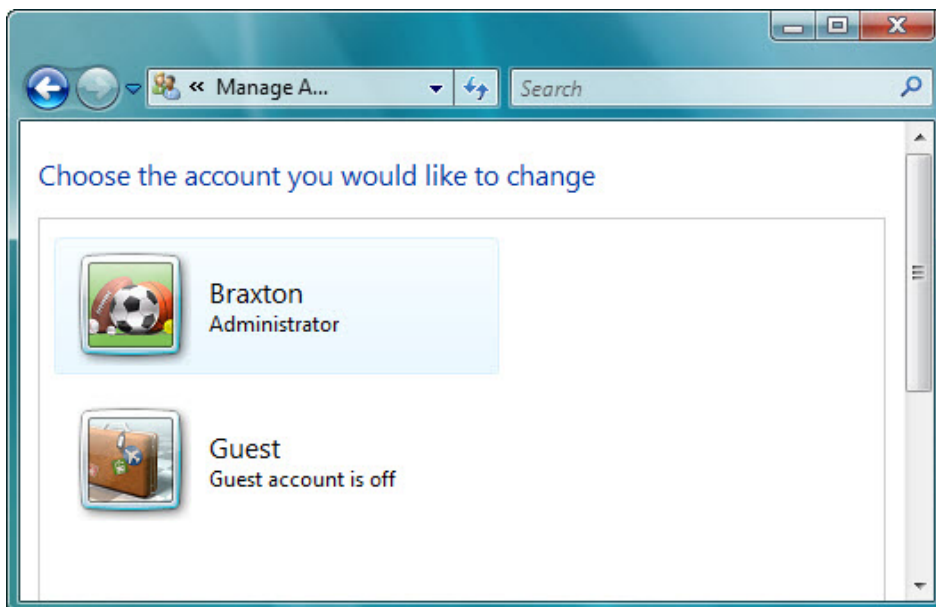 « Manage A...
Search
Choose the account you would like to change
Braxton
Administrator
Guest
Guest account is off